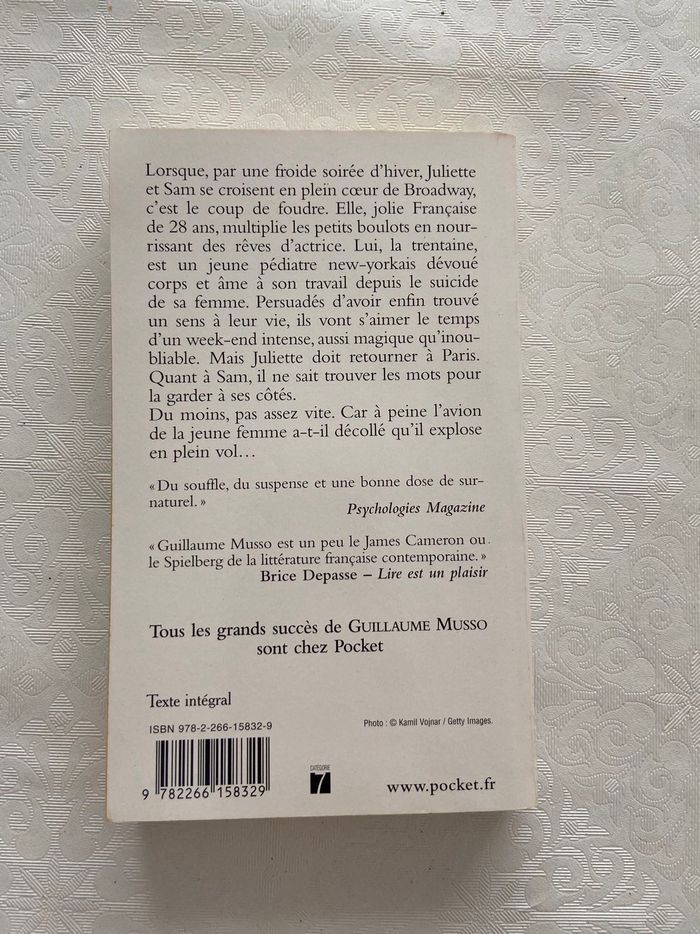 Lorsque, par une froide soirée d'hiver, Juliette
et Sam se croisent en plein cœur de Broadway,
c'est le coup de foudre. Elle, jolie Française
de 28 ans, multiplie les petits boulots en nour-
rissant des rêves d'actrice. Lui, la trentaine,
est un jeune pédiatre new-yorkais dévoué
corps et âme à son travail depuis le suicide
de sa femme. Persuadés d'avoir enfin trouvé
un sens à leur vie, ils vont s'aimer le temps
d'un week-end intense, aussi magique qu'inou-
bliable. Mais Juliette doit retourner à Paris.
Quant à Sam, il ne sait trouver les mots pour
la garder à ses côtés.
Du moins, pas assez vite. Car à peine l'avion
de la jeune femme a-t-il décollé qu'il explose
en plein vol…
« Du souffle, du suspense et une bonne dose de sur-
naturel. »
Psychologies Magazine
« Guillaume Musso est un peu le James Cameron ou
le Spielberg de la littérature française contemporaine. »
Brice Depasse – Lire est un plaisir
Tous les grands succès de GUILLAUME MUSSO
sont chez Pocket
Texte intégral
ISBN 978-2-266-15832-9
Photo : © Kamil Vojnar / Getty Images.
9 782266 158329
CATÉGORIE
7
www.pocket.fr